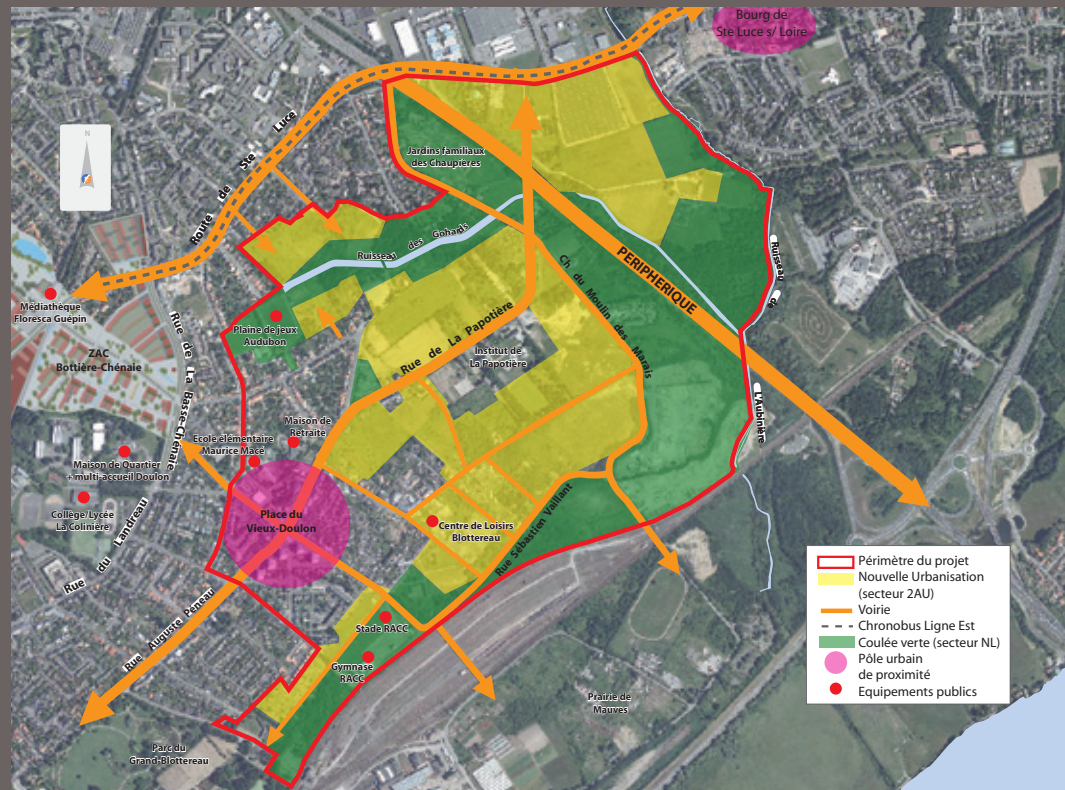 Bourg de
Ste Luce s/ Loire
N
Route de Ste Luce
Jardins familiaux
des Chaupières
Ruisseau des Gohards
PERIPHERIQUE
Ruisseau de
L'Aubinière
Médiathèque
Floresca Guépin
ZAC
Bottière-Chénaie
Rue de La Basse-Chénaie
Plaine de jeux
Audubon
Rue de La Papotière
Institut de
La Papotière
Ch du Moulin des Marais
Maison de
Retraite
Ecole élémentaire
Maurice Macé
Maison de Quartier
+ multi-accueil Doulon
Collège/Lycée
La Colinière
Rue du Landreau
Place du
Vieux-Doulon
Centre de Loisirs
Blottereau
Rue Sébastien Vaillant
Rue Auguste Péneau
Stade RACC
Gymnase
RACC
Prairie de
Mauves
Parc du
Grand-Blottereau
Périmètre du projet
Nouvelle Urbanisation
(secteur 2AU)
Voirie
Chronobus Ligne Est
Coulée verte (secteur NL)
Pôle urbain
de proximité
Equipements publics